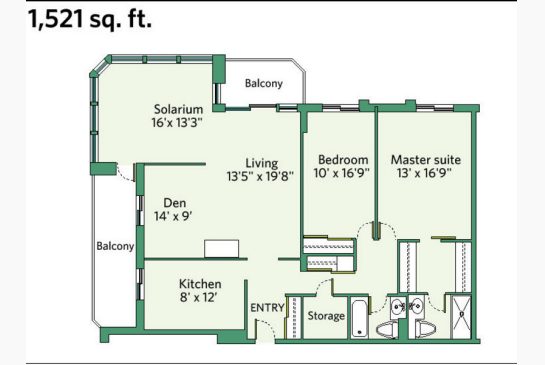 1,521 sq. ft.
Balcony
Solarium
16'x 13'3"
Living
13'5" x 19'8"
Bedroom
10' x 16'9"
Master suite
13' x 16'9"
Den
14' x 9'
Balcony
Kitchen
8' x 12'
ENTRY
Storage